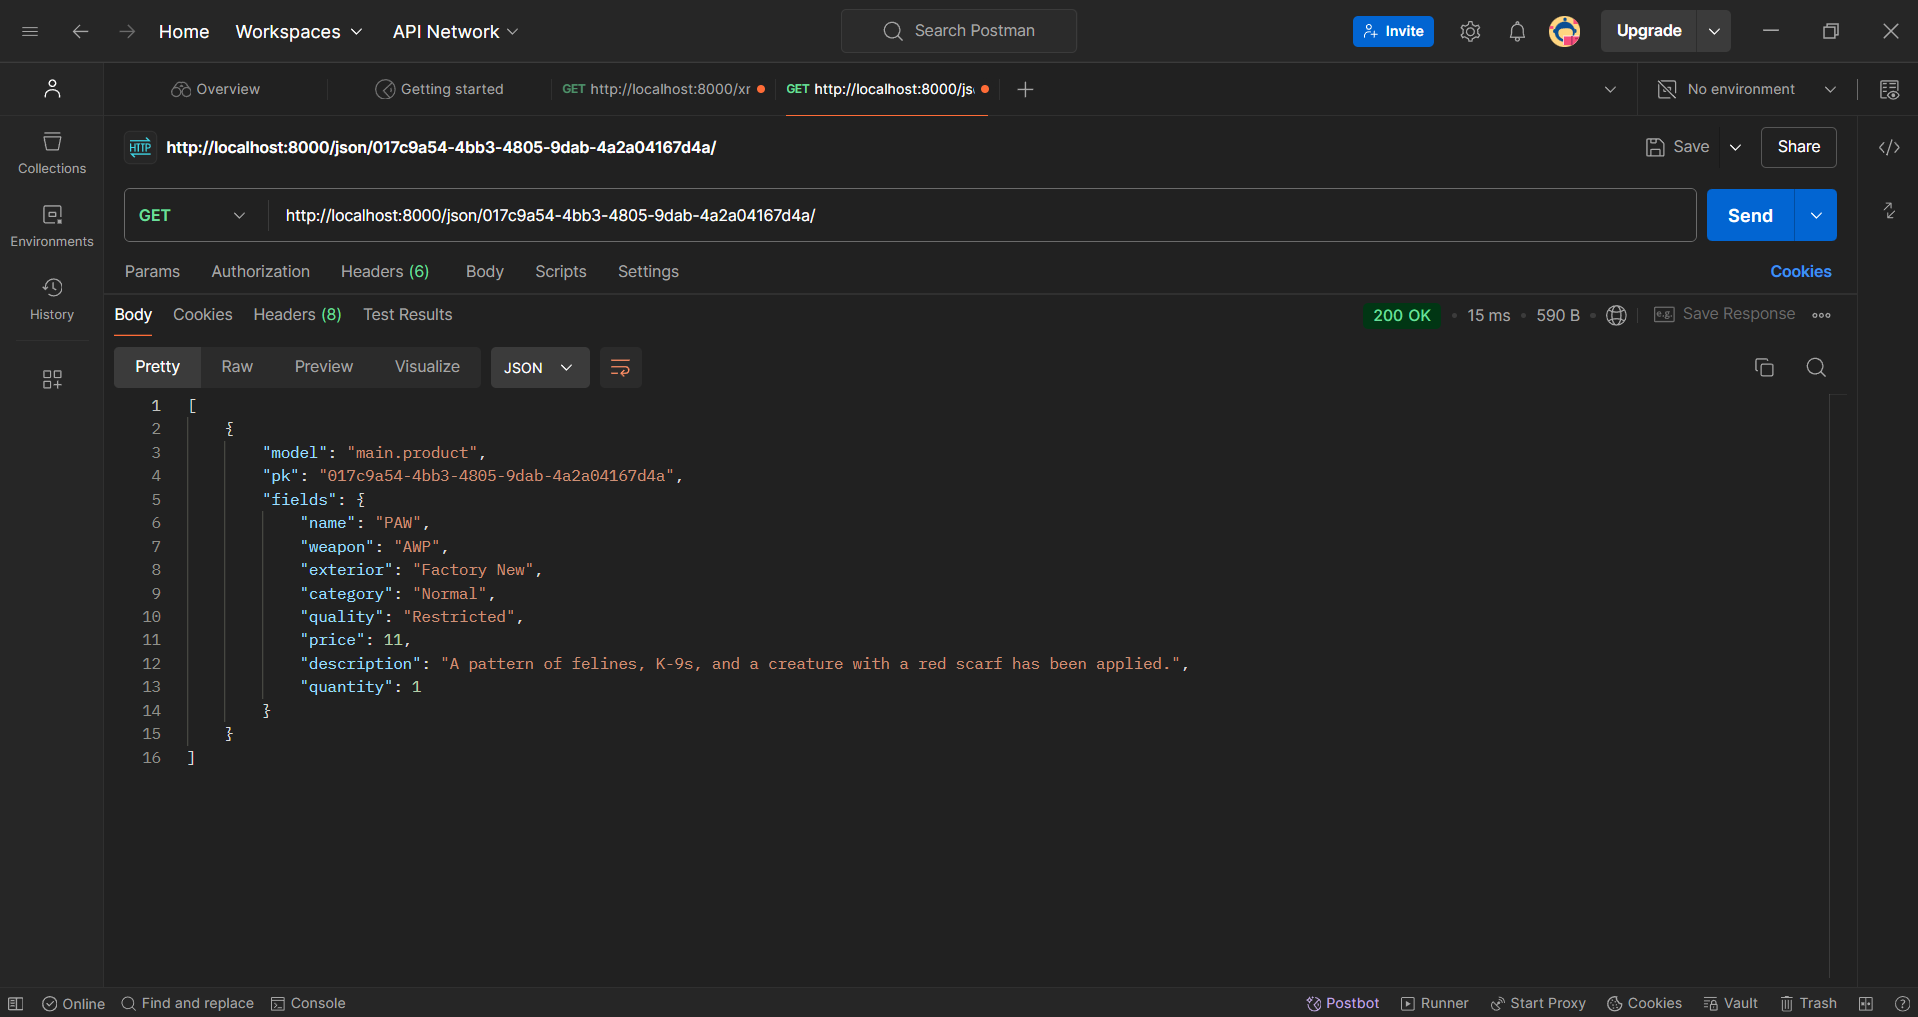 Home Workspaces API Network Search Postman Invite Upgrade
Overview Getting started GET http://localhost:8000/xr GET http://localhost:8000/js No environment
HTTP http://localhost:8000/json/017c9a54-4bb3-4805-9dab-4a2a04167d4a/ Save Share
Collections
GET http://localhost:8000/json/017c9a54-4bb3-4805-9dab-4a2a04167d4a/ Send
Environments
Params Authorization Headers (6) Body Scripts Settings Cookies
History
Body Cookies Headers (8) Test Results 200 OK • 15 ms • 590 B • e.g. Save Response
Pretty Raw Preview Visualize JSON
1 [
2 {
3 "model": "main.product",
4 "pk": "017c9a54-4bb3-4805-9dab-4a2a04167d4a",
5 "fields": {
6 "name": "PAW",
7 "weapon": "AWP",
8 "exterior": "Factory New",
9 "category": "Normal",
10 "quality": "Restricted",
11 "price": 11,
12 "description": "A pattern of felines, K-9s, and a creature with a red scarf has been applied.",
13 "quantity": 1
14 }
15 }
16 ]
Online Find and replace Console Postbot Runner Start Proxy Cookies Vault Trash